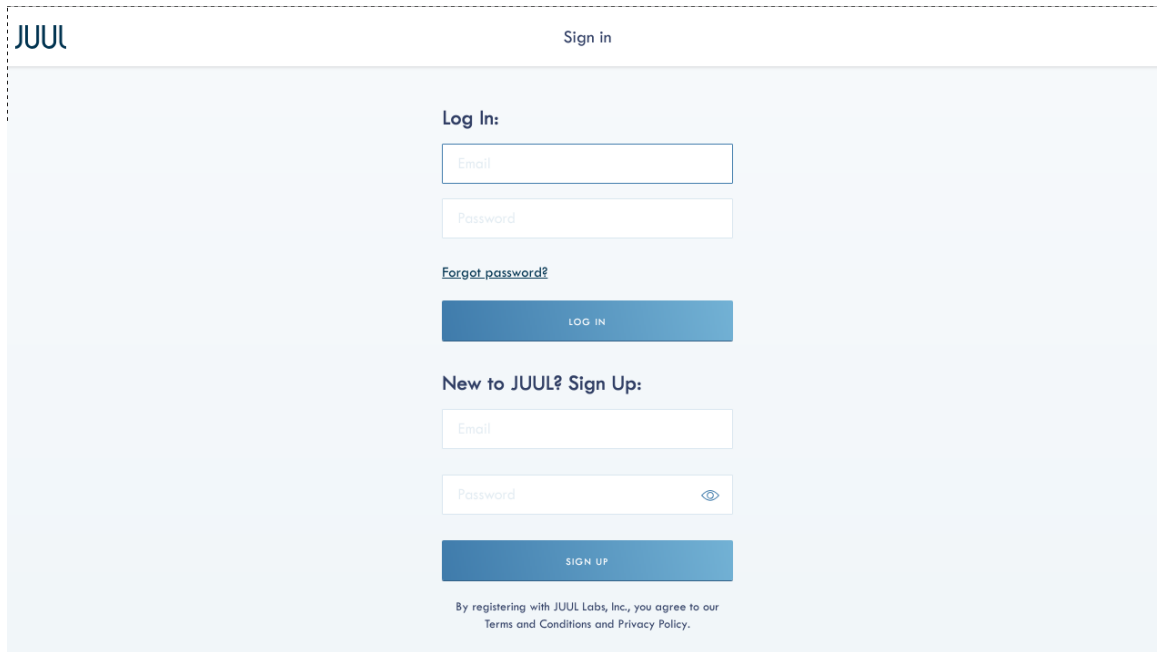 JUUL
Sign in
Log In:
Email
Password
Forgot password?
LOG IN
New to JUUL? Sign Up:
Email
Password
SIGN UP
By registering with JUUL Labs, Inc., you agree to our
Terms and Conditions and Privacy Policy.